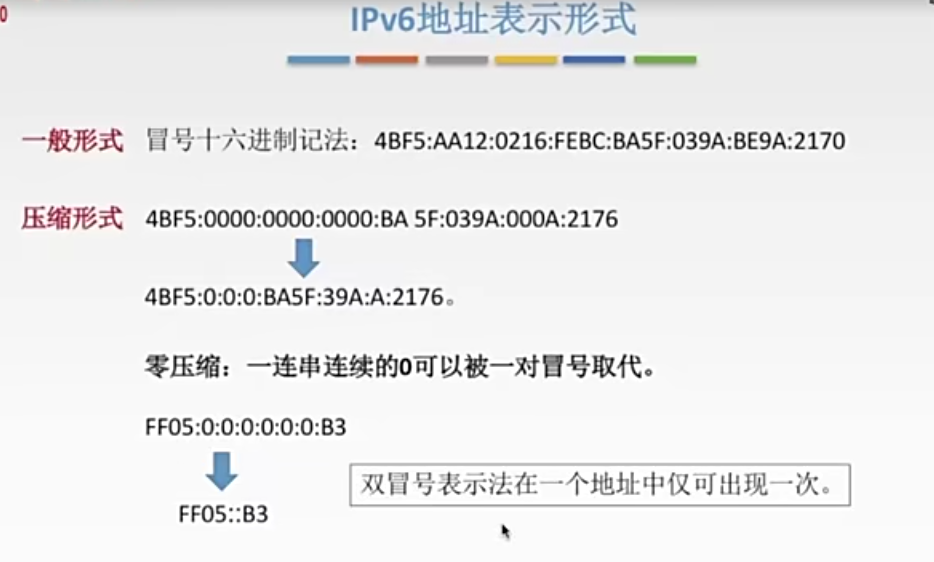 0
IPv6地址表示形式
一般形式 冒号十六进制记法：4BF5:AA12:0216:FEBC:BA5F:039A:BE9A:2170
压缩形式 4BF5:0000:0000:0000:BA 5F:039A:000A:2176
4BF5:0:0:0:BA5F:39A:A:2176。
零压缩：一连串连续的0可以被一对冒号取代。
FF05:0:0:0:0:0:0:B3
双冒号表示法在一个地址中仅可出现一次。
FF05::B3